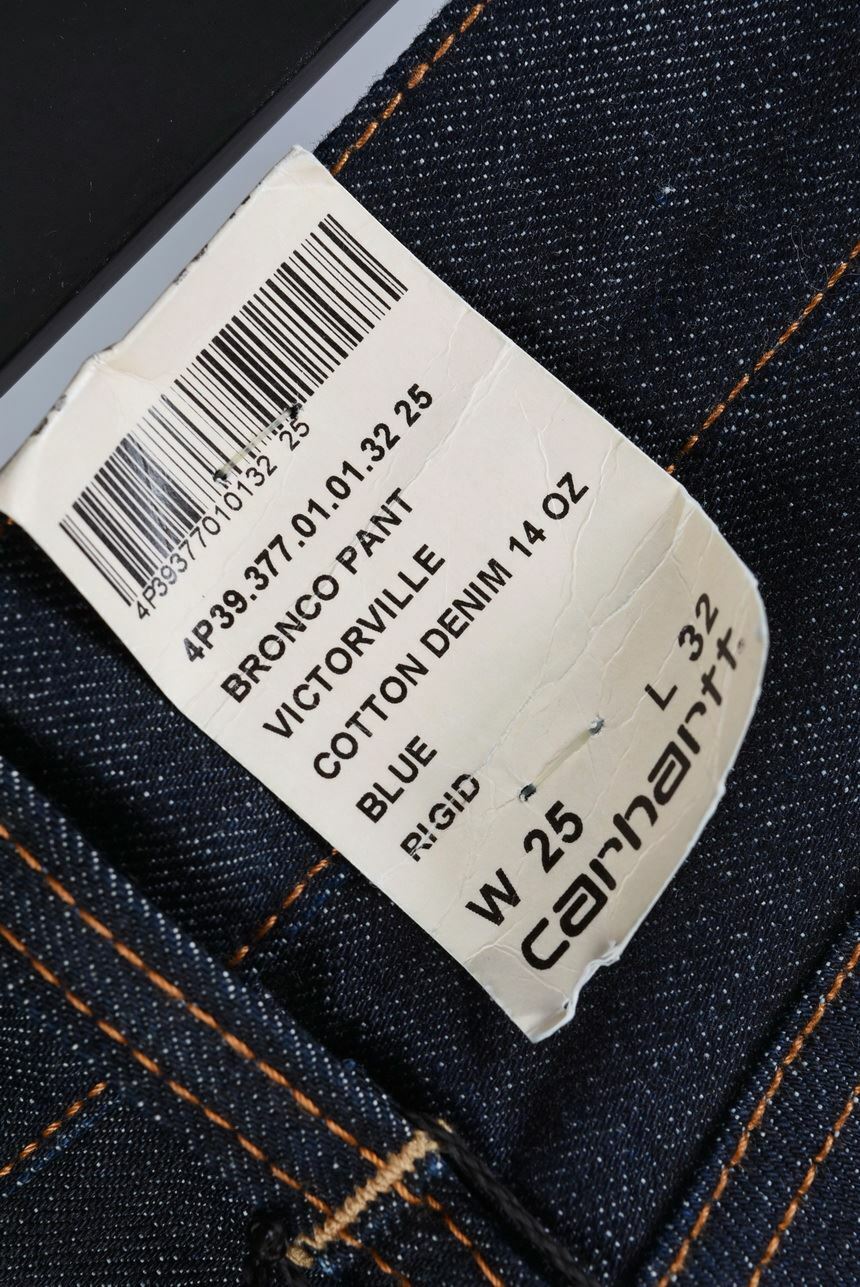 4P39377010132 25
4P39.377.01.01.32 25
BRONCO PANT
VICTORVILLE
COTTON DENIM 14 OZ
BLUE
RIGID
W 25 L 32
carhartt